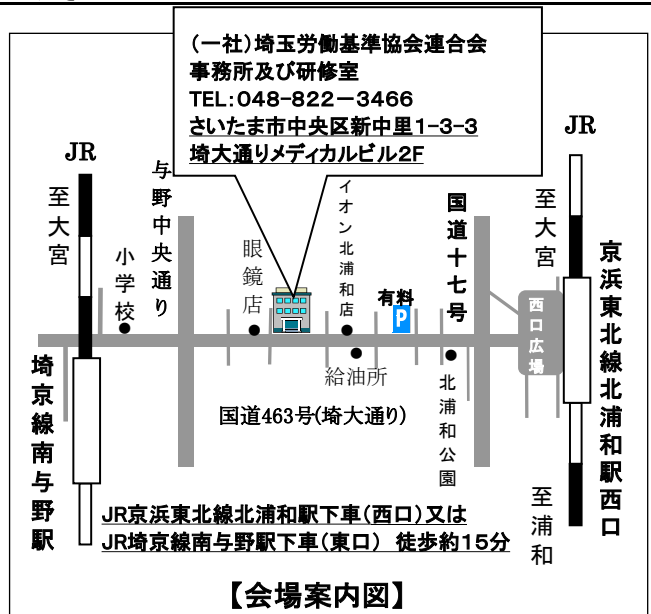 (一社)埼玉労働基準協会連合会
事務所及び研修室
TEL:048-822-3466
さいたま市中央区新中里1-3-3
埼大通りメディカルビル2F
JR
至大宮
小学校
与野中央通り
眼鏡店
イオン北浦和店
有料
P
国道十七号
JR
至大宮
西口広場
京浜東北線北浦和駅西口
埼京線南与野駅
給油所
国道463号(埼大通り)
北浦和公園
至浦和
JR京浜東北線北浦和駅下車(西口)又は
JR埼京線南与野駅下車(東口) 徒歩約15分
【会場案内図】